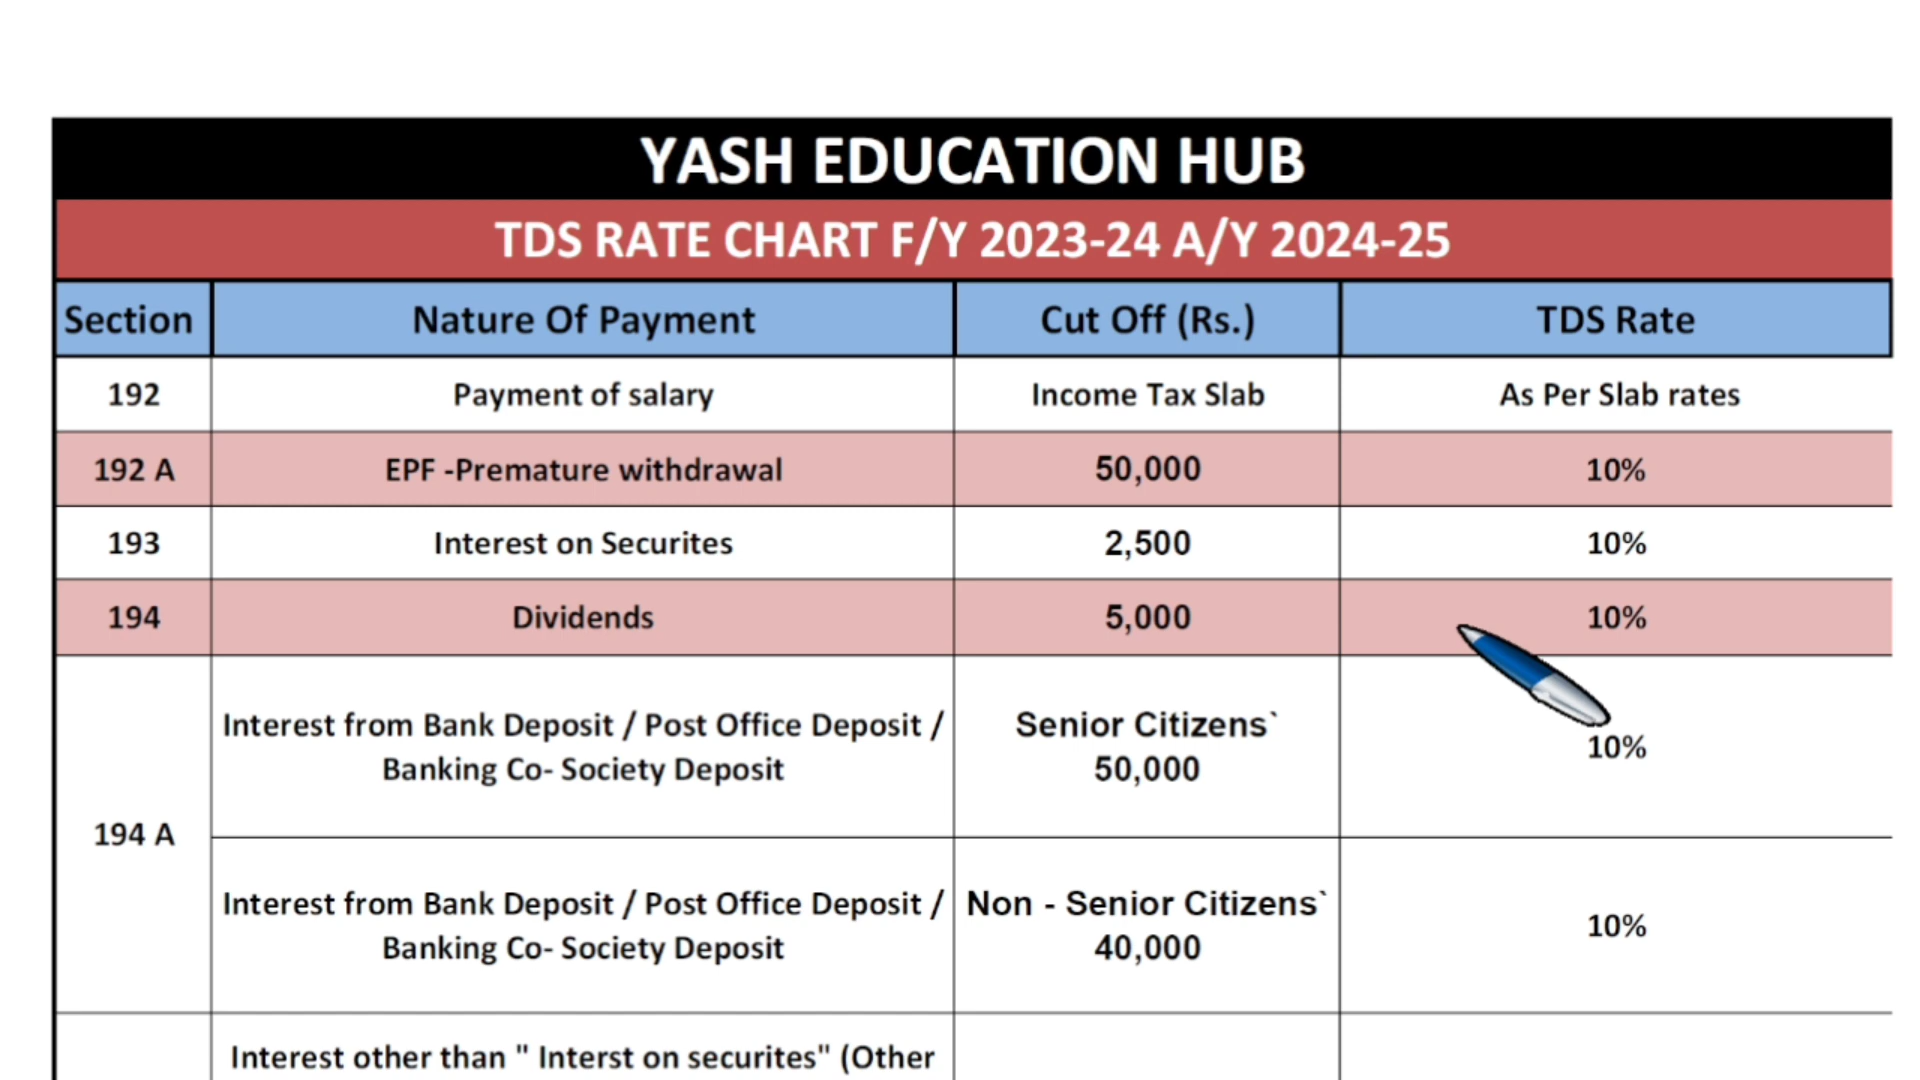 YASH EDUCATION HUB
TDS RATE CHART F/Y 2023-24 A/Y 2024-25
Section Nature Of Payment Cut Off (Rs.) TDS Rate
192 Payment of salary Income Tax Slab As Per Slab rates
192 A EPF -Premature withdrawal 50,000 10%
193 Interest on Securites 2,500 10%
194 Dividends 5,000 10%
194 A
Interest from Bank Deposit / Post Office Deposit /
Banking Co- Society Deposit
Senior Citizens`
50,000
10%
Interest from Bank Deposit / Post Office Deposit /
Banking Co- Society Deposit
Non - Senior Citizens`
40,000
10%
Interest other than " Interst on securites" (Other